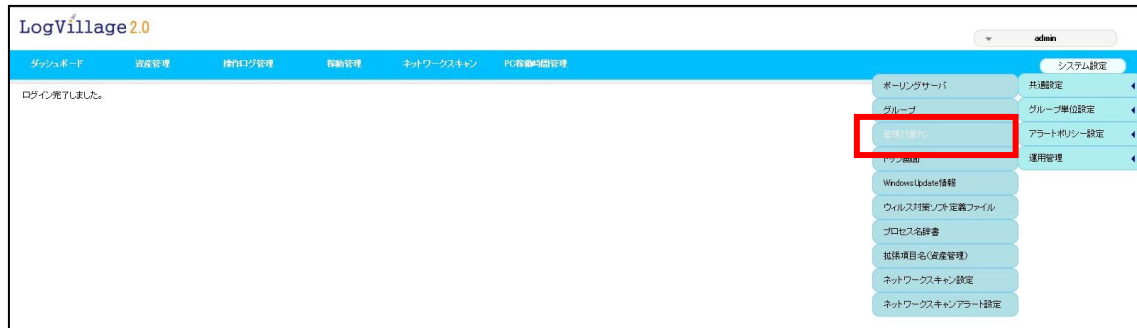 LogVillage 2.0
admin
ダッシュボード 資産管理 操作ログ管理 稼動管理 ネットワークスキャン PC稼働時間管理 システム設定
ログイン完了しました。
ポーリングサーバ 共通設定
グループ グループ単位設定
管理対象PC アラートポリシー設定
トップ画面 運用管理
WindowsUpdate情報
ウィルス対策ソフト定義ファイル
プロセス名辞書
拡張項目名(資産管理)
ネットワークスキャン設定
ネットワークスキャンアラート設定